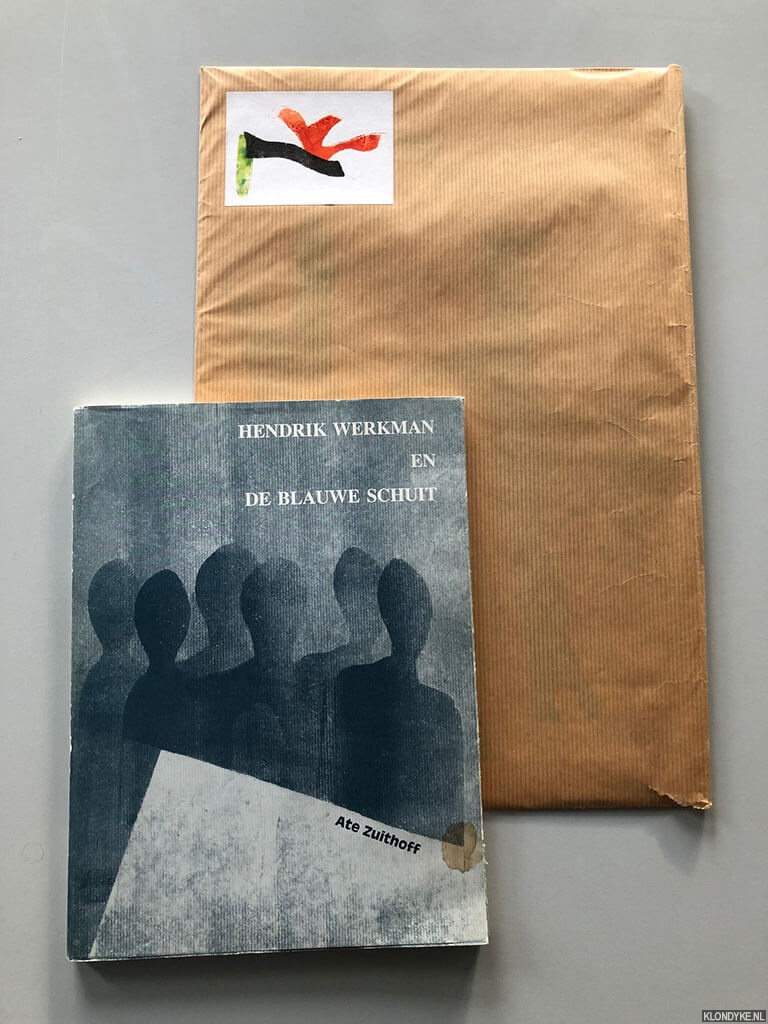 HENDRIK WERKMAN
EN
DE BLAUWE SCHUIT
Ate Zuithoff
KLONDYKE.NL